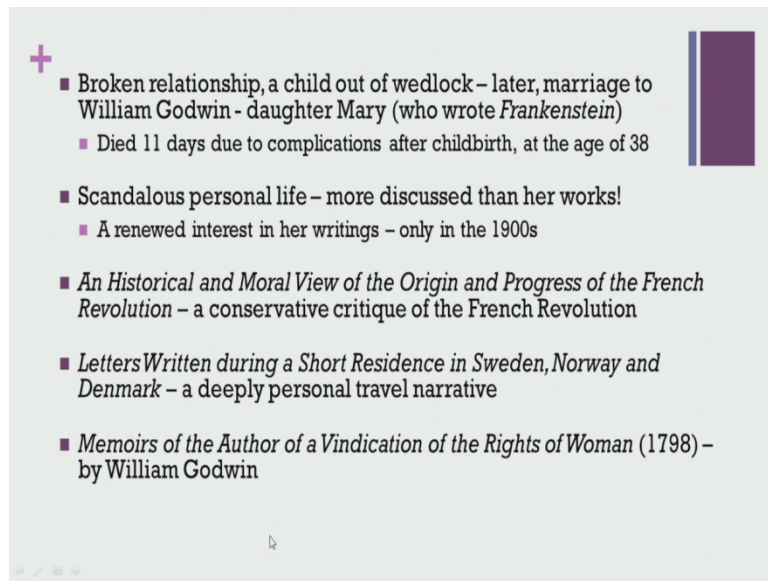 Broken relationship, a child out of wedlock – later, marriage to
William Godwin - daughter Mary (who wrote Frankenstein)
Died 11 days due to complications after childbirth, at the age of 38
Scandalous personal life – more discussed than her works!
A renewed interest in her writings – only in the 1900s
An Historical and Moral View of the Origin and Progress of the French
Revolution – a conservative critique of the French Revolution
Letters Written during a Short Residence in Sweden, Norway and
Denmark – a deeply personal travel narrative
Memoirs of the Author of a Vindication of the Rights of Woman (1798) –
by William Godwin